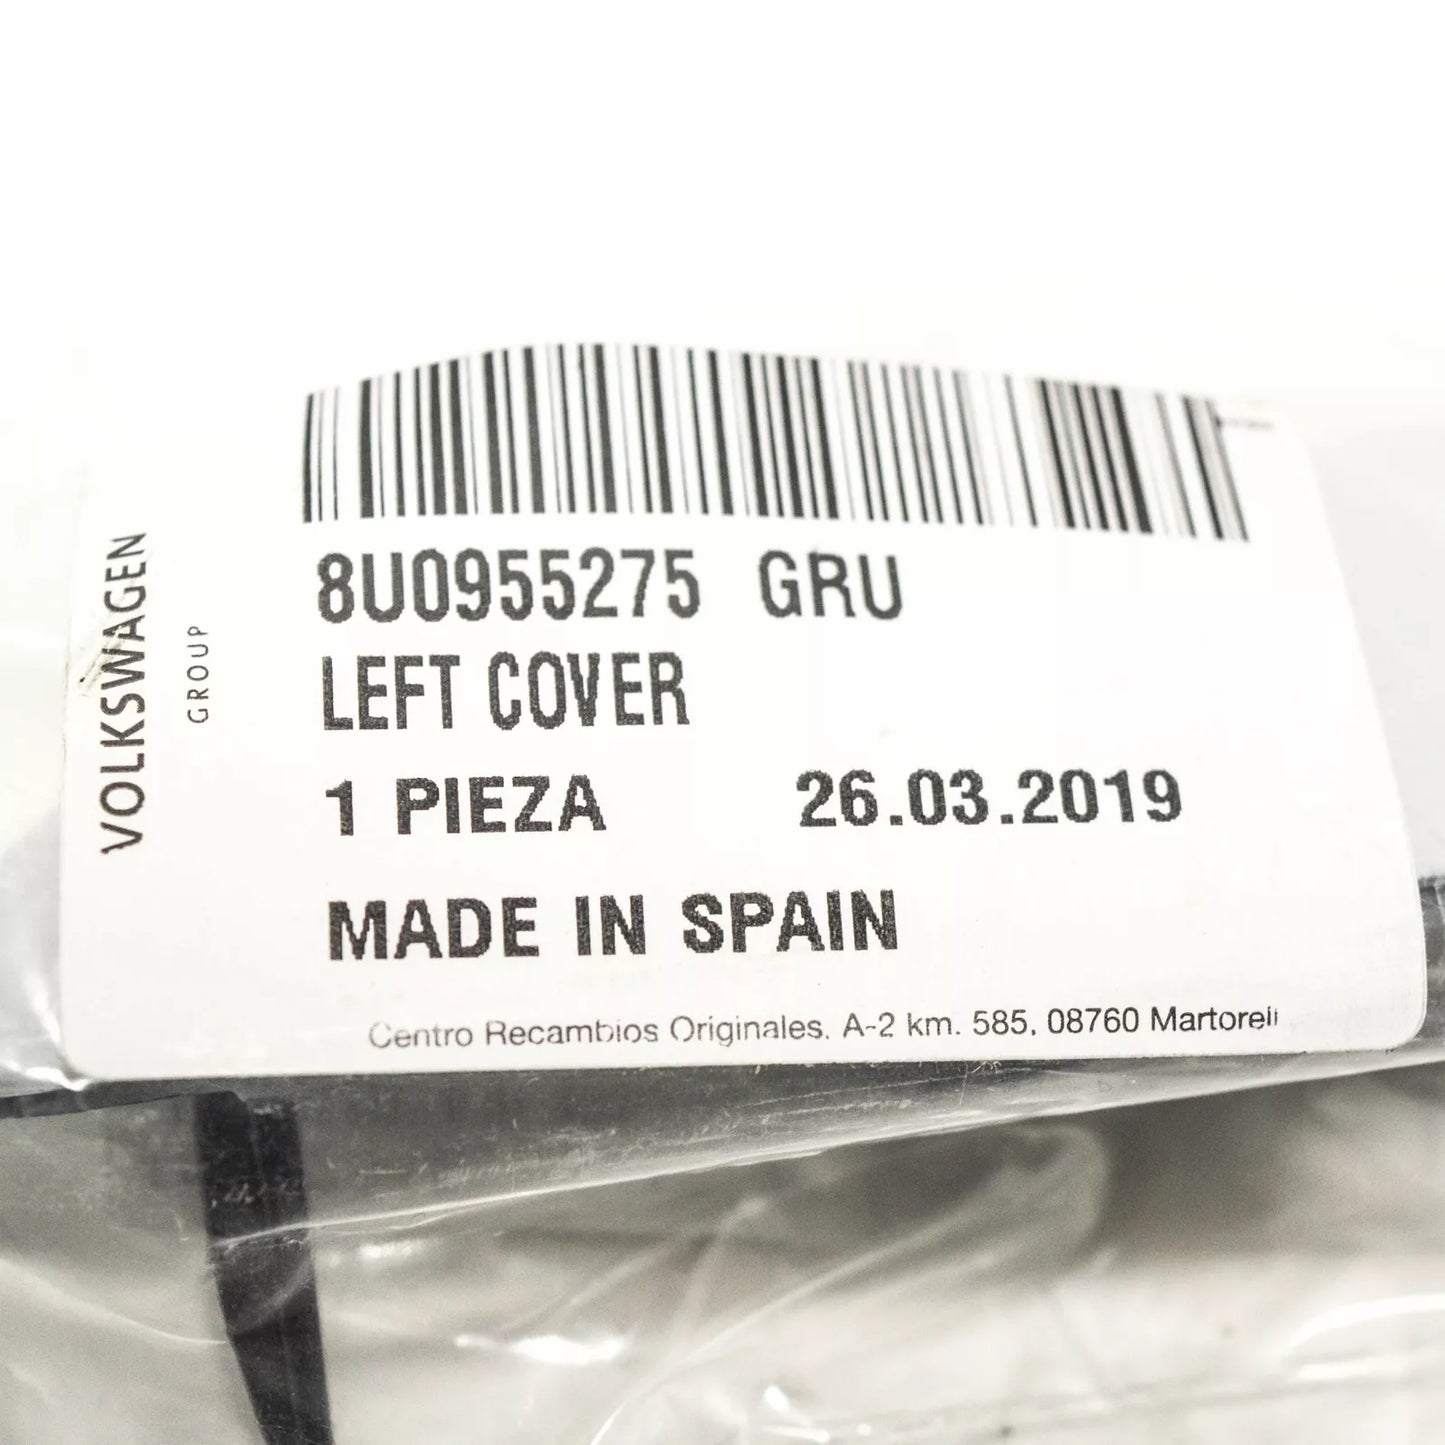 VOLKSWAGEN
GROUP
8U0955275 GRU
LEFT COVER
1 PIEZA 26.03.2019
MADE IN SPAIN
Centro Recambios Originales. A-2 km. 585, 08760 Martorell